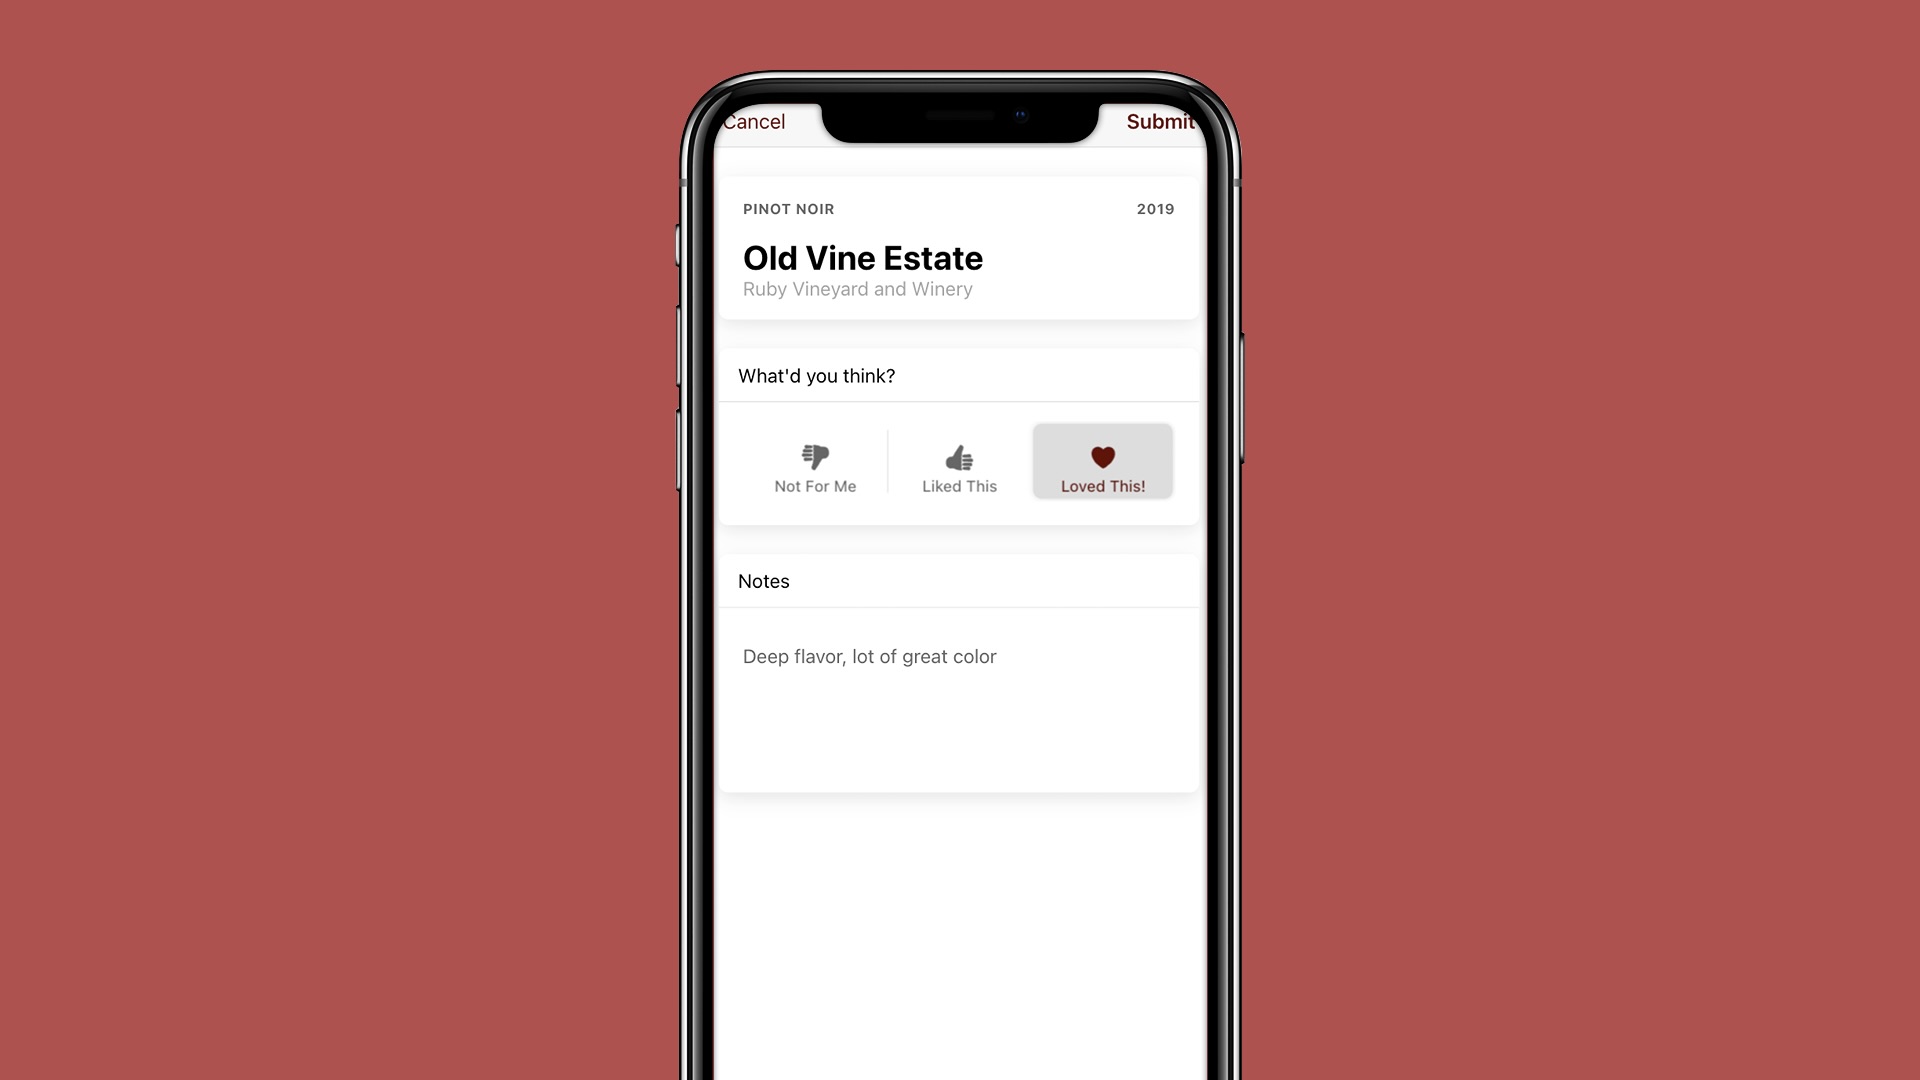 Cancel Submit
PINOT NOIR 2019
Old Vine Estate
Ruby Vineyard and Winery
What'd you think?
Not For Me Liked This Loved This!
Notes
Deep flavor, lot of great color